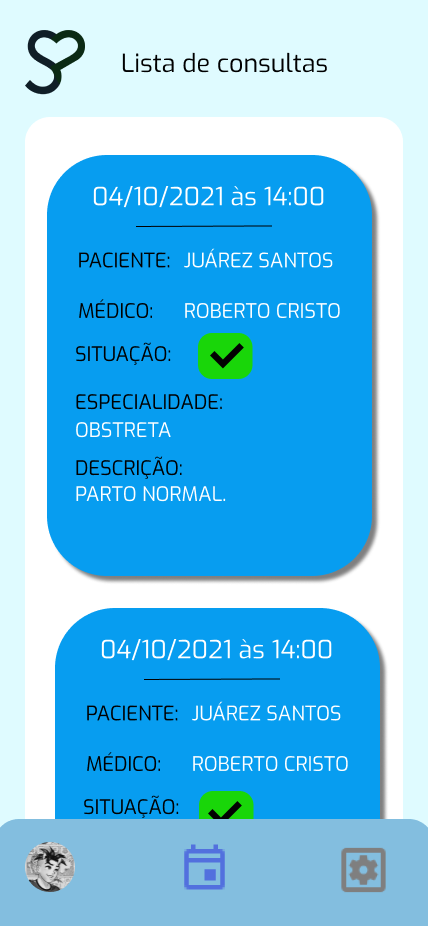 Lista de consultas
04/10/2021 às 14:00
PACIENTE: JUÁREZ SANTOS
MÉDICO: ROBERTO CRISTO
SITUAÇÃO:
ESPECIALIDADE:
OBSTRETA
DESCRIÇÃO:
PARTO NORMAL.
04/10/2021 às 14:00
PACIENTE: JUÁREZ SANTOS
MÉDICO: ROBERTO CRISTO
SITUAÇÃO: